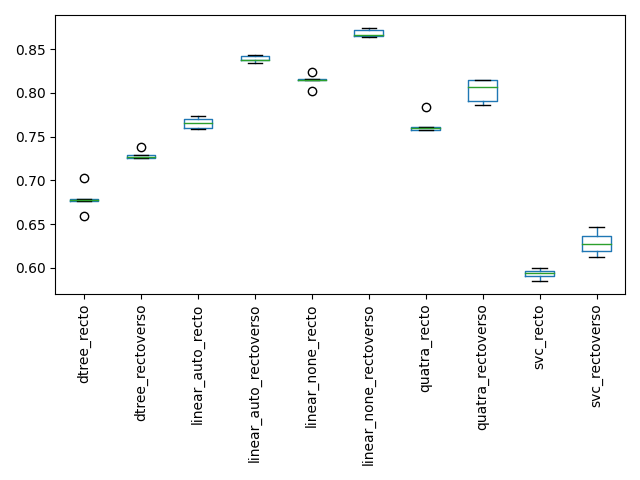 0.85
0.80
0.75
0.70
0.65
0.60
dtree_recto
dtree_rectoverso
linear_auto_recto
linear_auto_rectoverso
linear_none_recto
linear_none_rectoverso
quatra_recto
quatra_rectoverso
svc_recto
svc_rectoverso